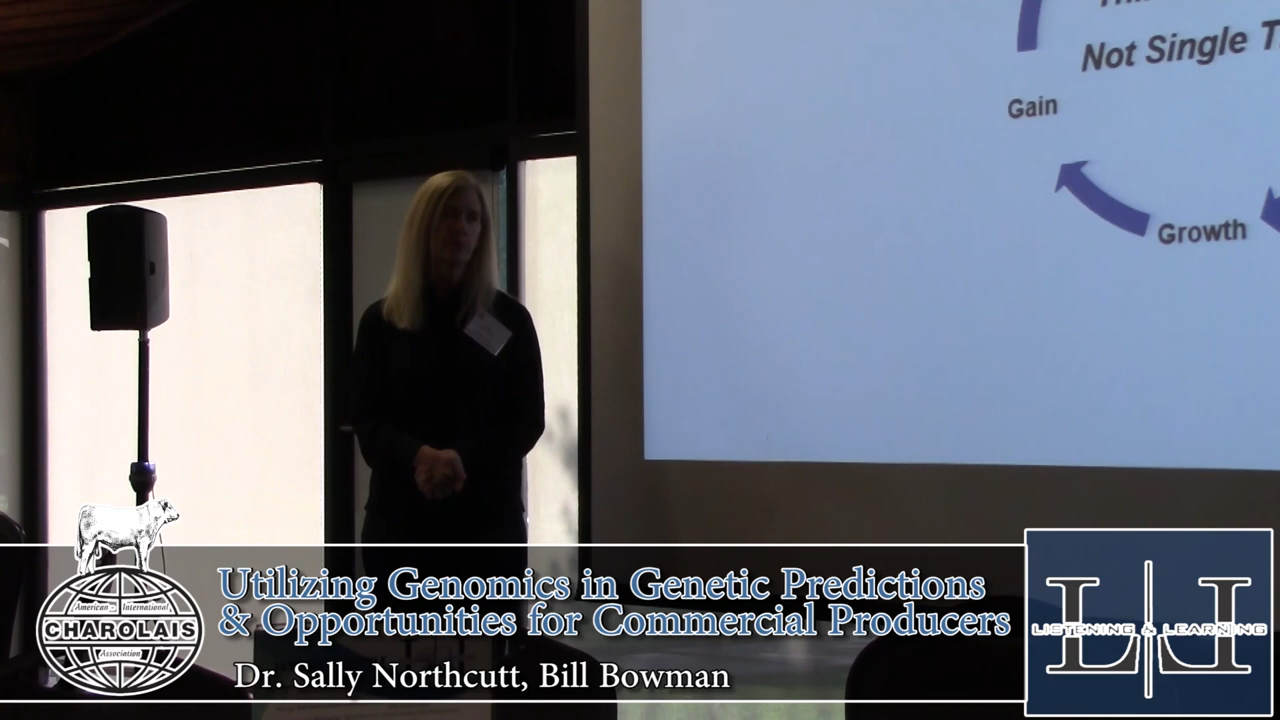 Not Single
Gain
Growth
Utilizing Genomics in Genetic Predictions
& Opportunities for Commercial Producers
Dr. Sally Northcutt, Bill Bowman
American - International
CHAROLAIS
Association
LL
LISTENING & LEARNING